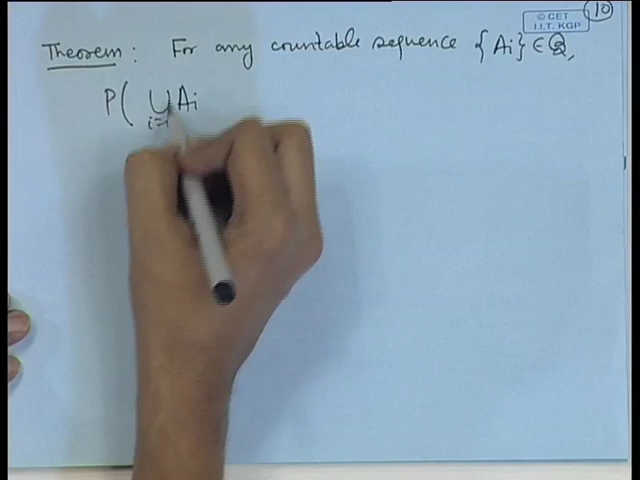 © CET
I.I.T. KGP
10
Theorem : For any countable sequence {Ai} ∈ 𝓑,
P( ∪ Ai
i=1